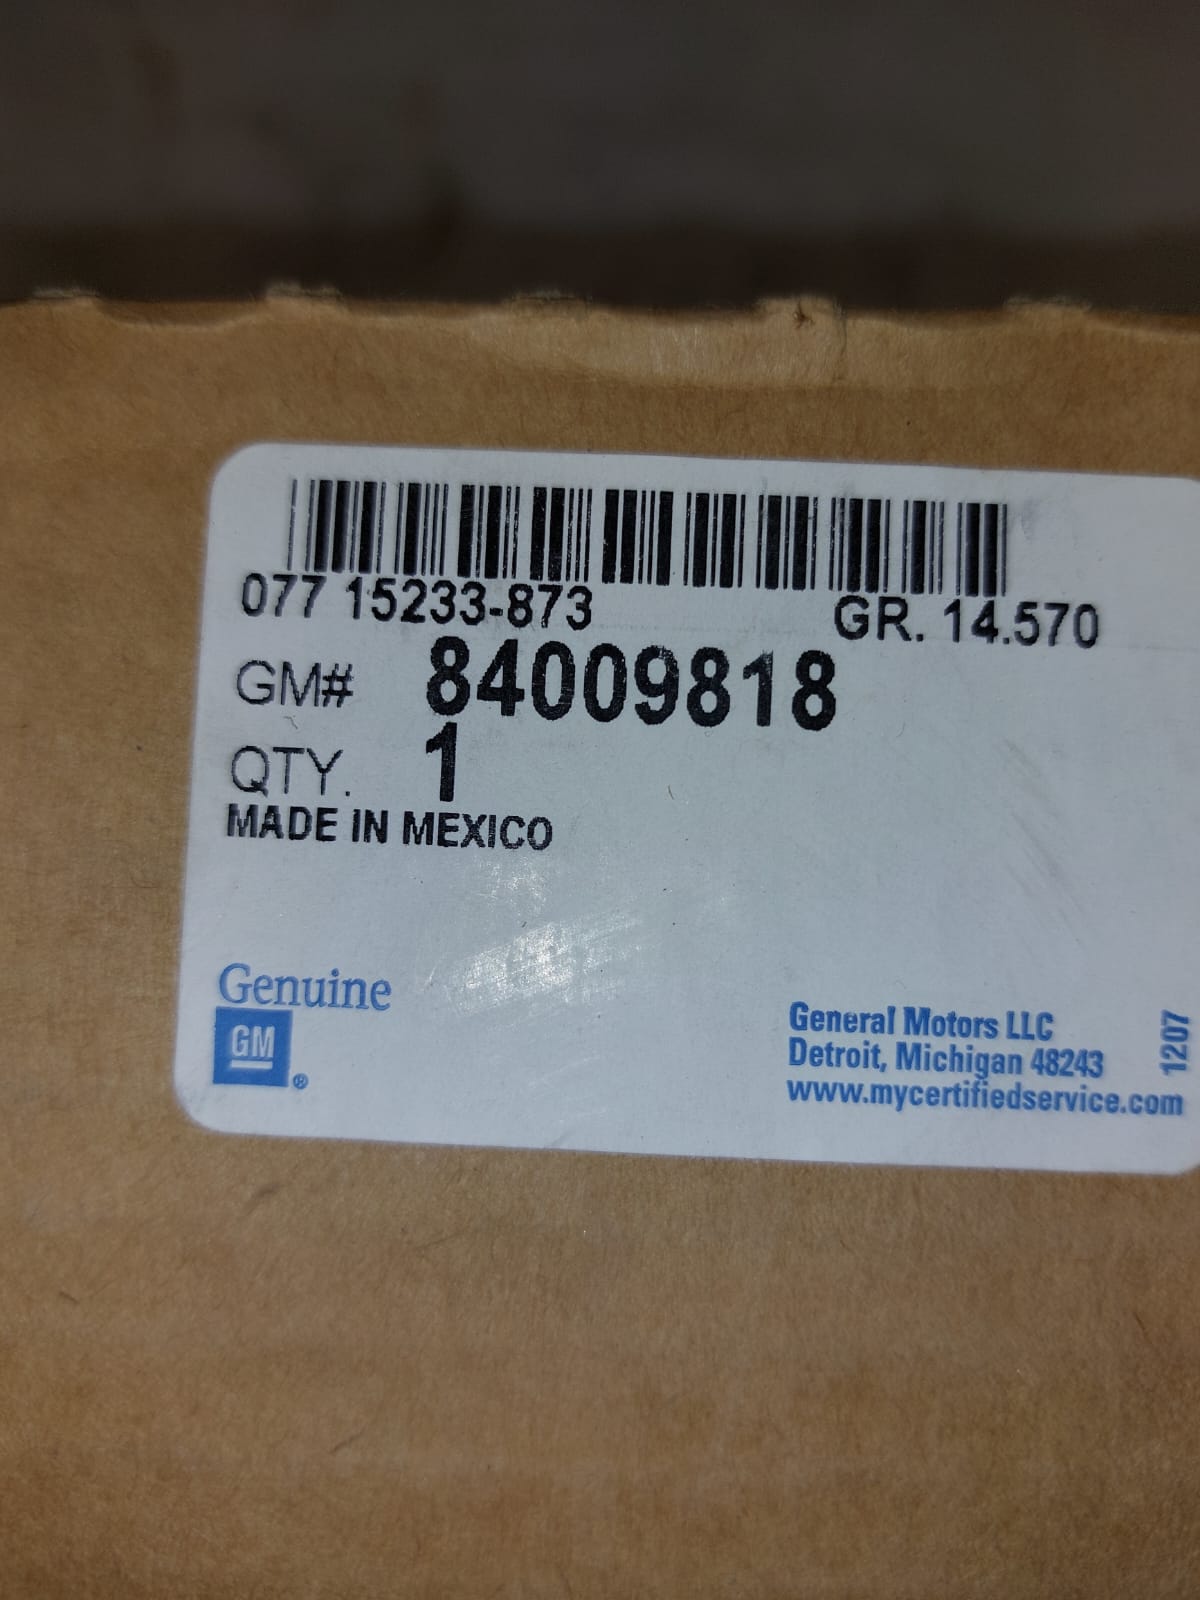 077 15233-873 GR. 14.570
GM# 84009818
QTY. 1
MADE IN MEXICO
Genuine
GM®
General Motors LLC
Detroit, Michigan 48243
www.mycertifiedservice.com
1207